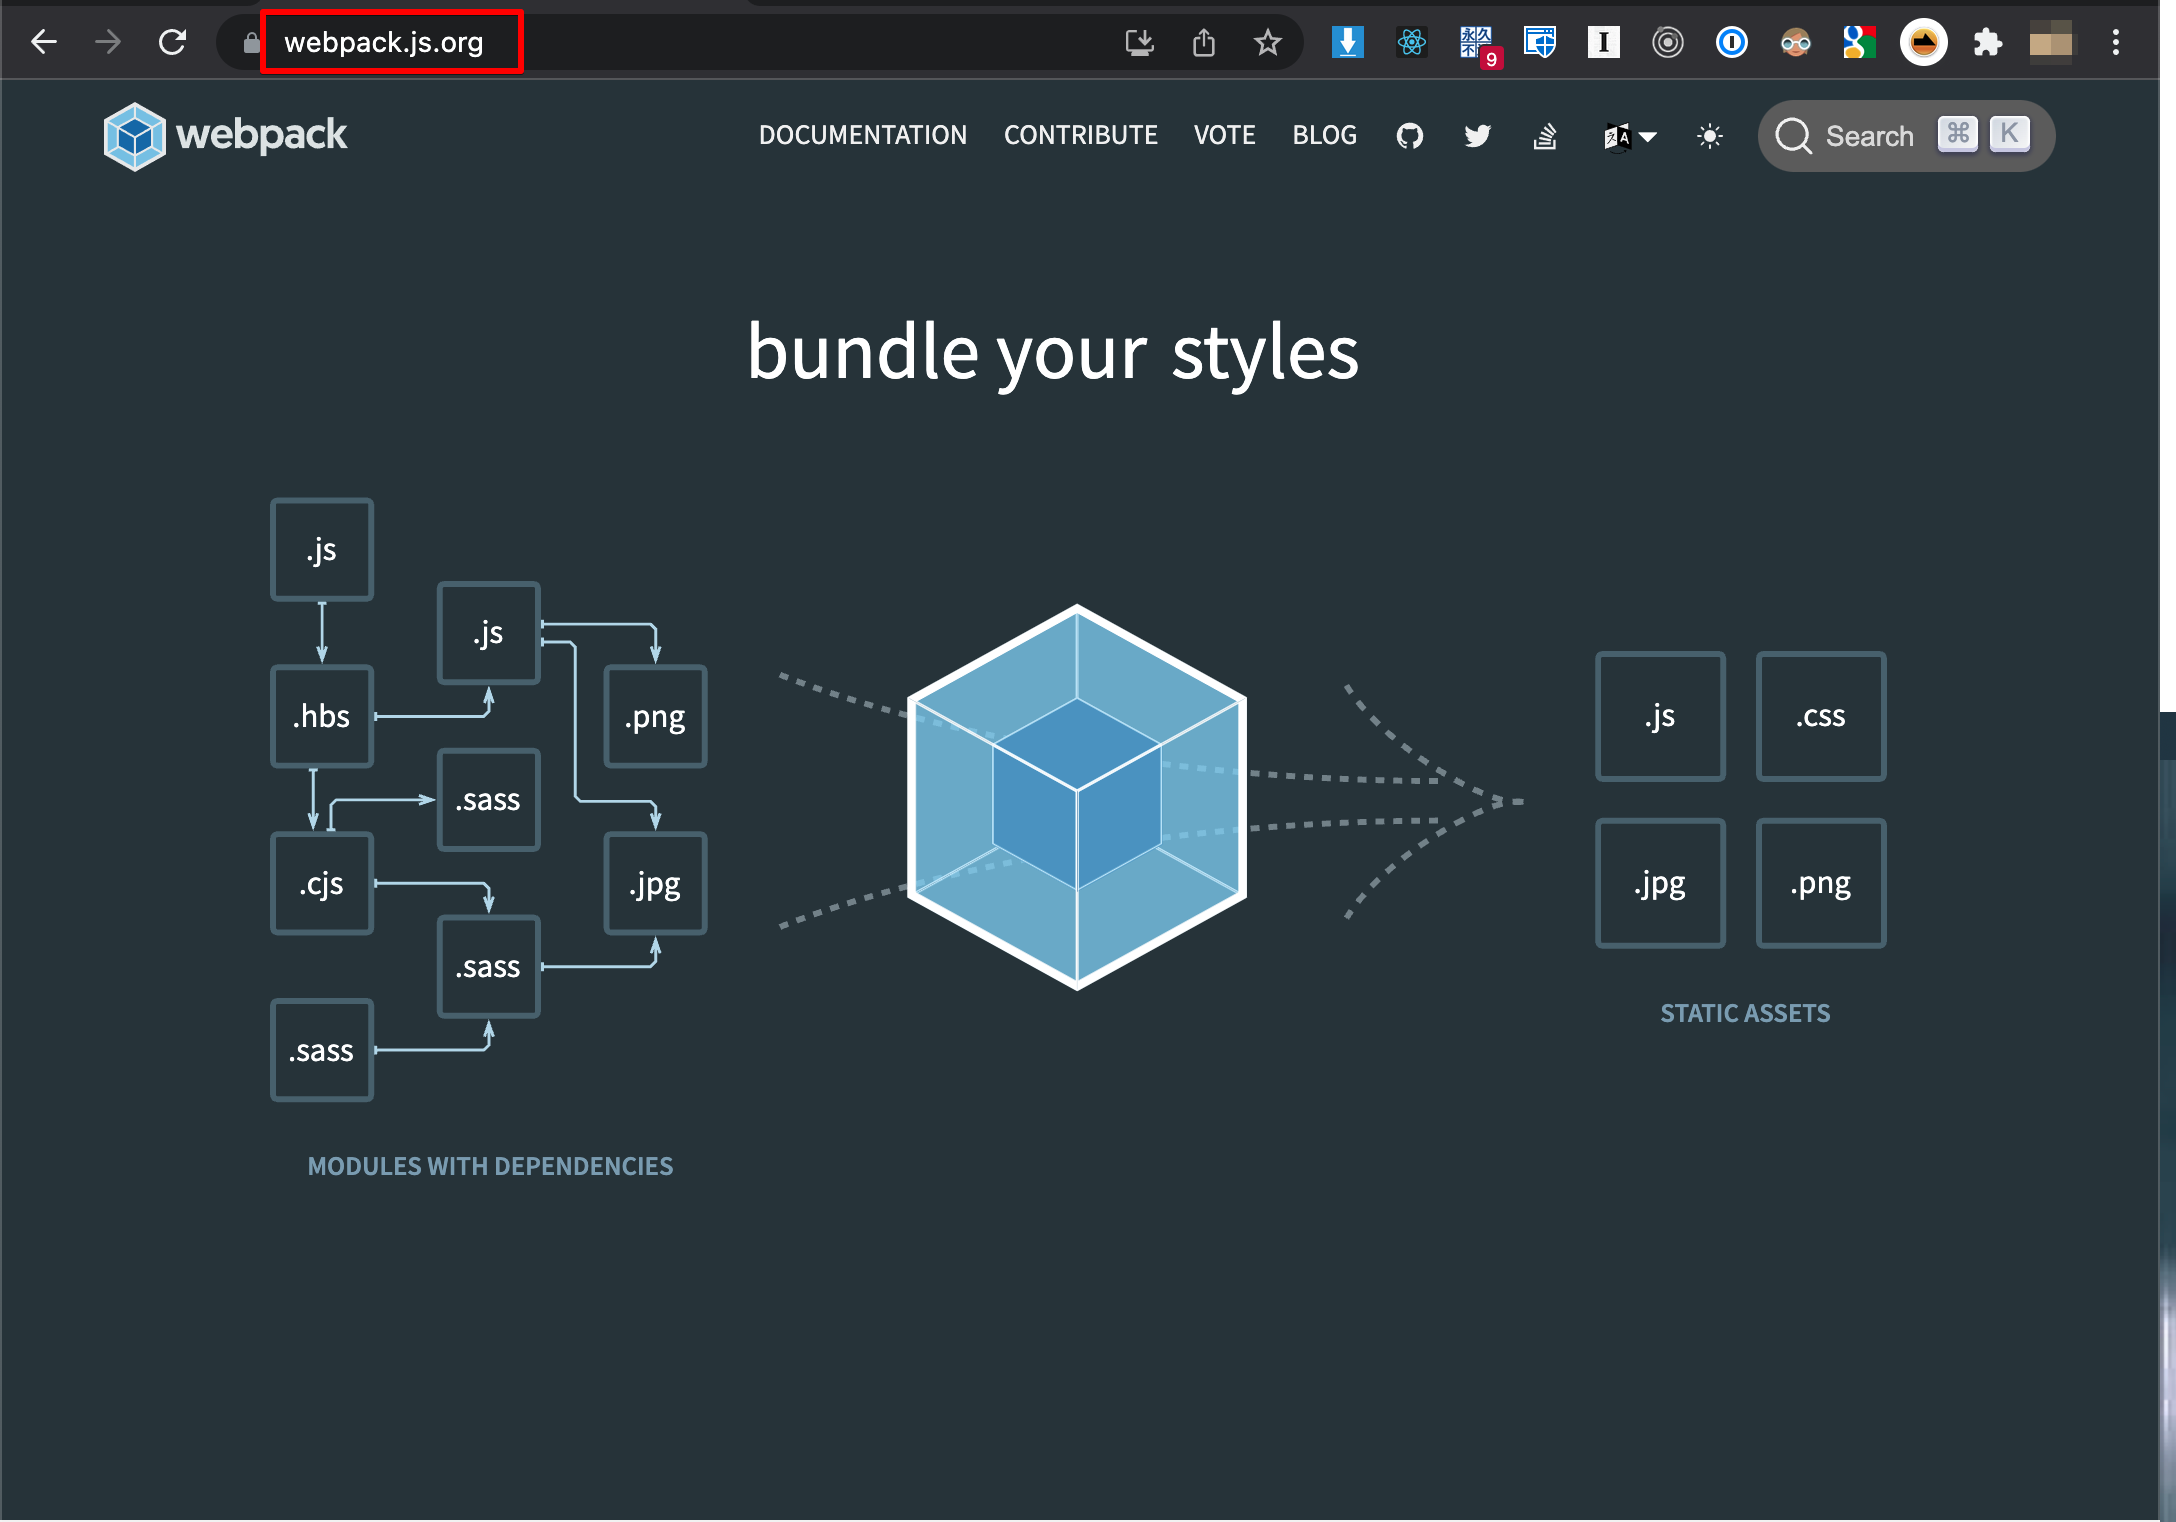 webpack.js.org
9
webpack
DOCUMENTATION CONTRIBUTE VOTE BLOG Search ⌘ K
bundle your styles
.js
.js
.hbs
.png
.sass
.cjs
.jpg
.sass
.sass
MODULES WITH DEPENDENCIES
.js
.css
.jpg
.png
STATIC ASSETS